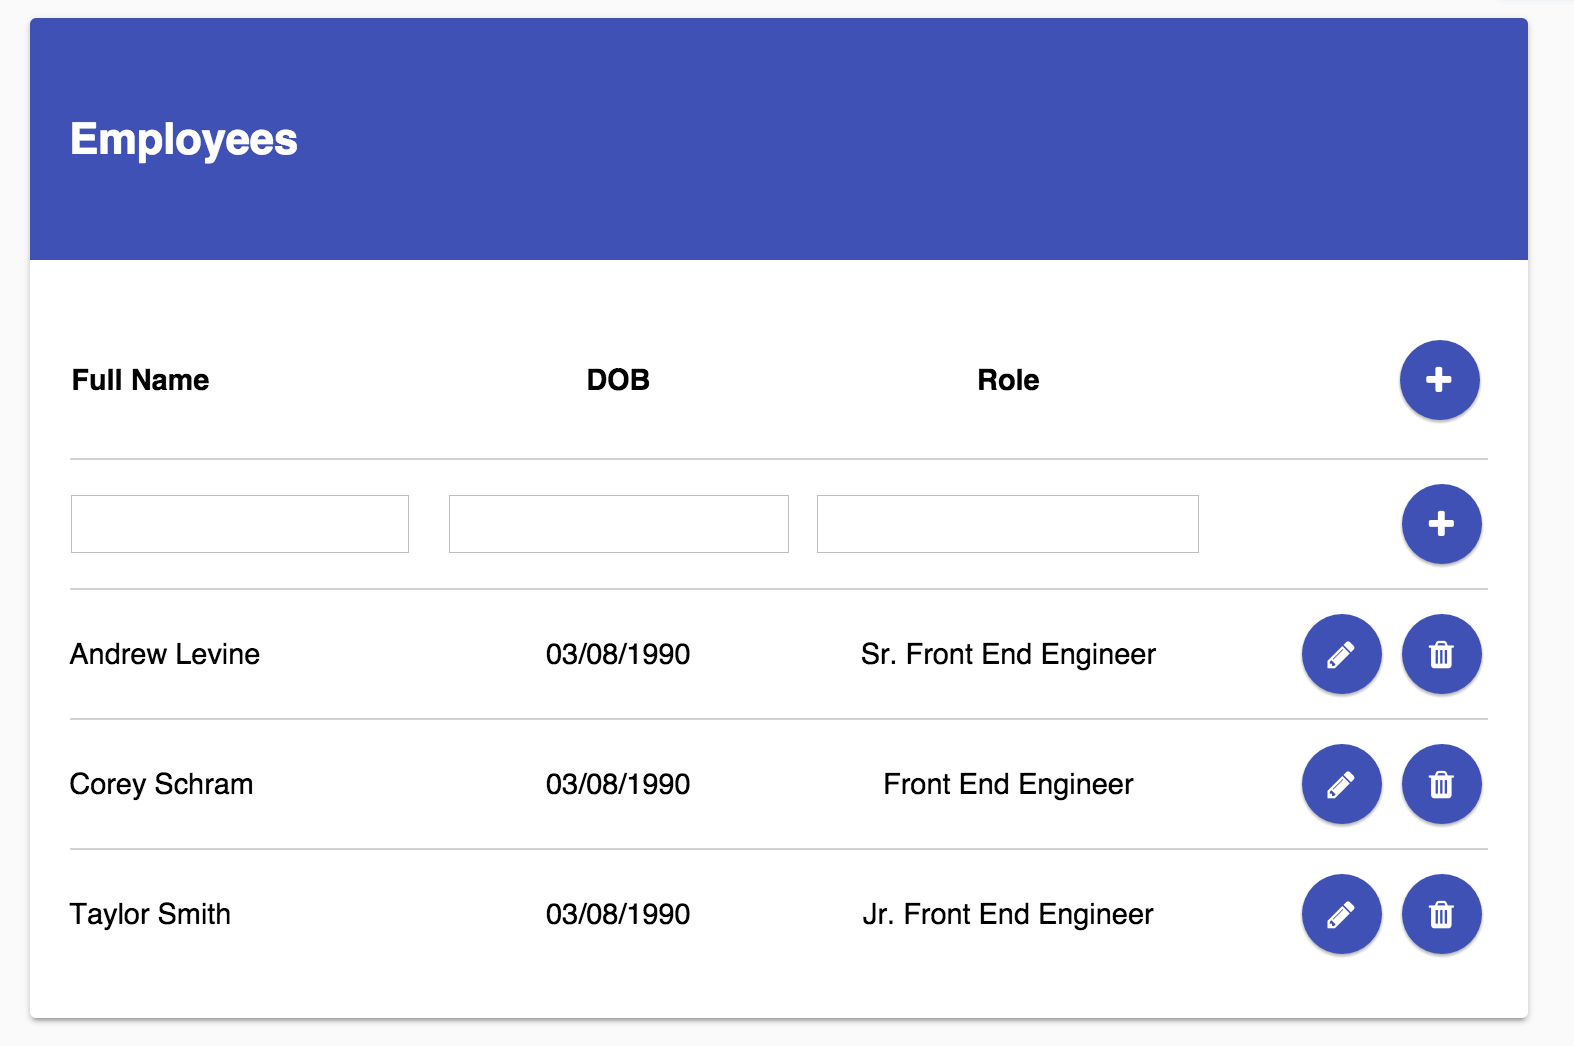 Employees
Full Name DOB Role
Andrew Levine 03/08/1990 Sr. Front End Engineer
Corey Schram 03/08/1990 Front End Engineer
Taylor Smith 03/08/1990 Jr. Front End Engineer